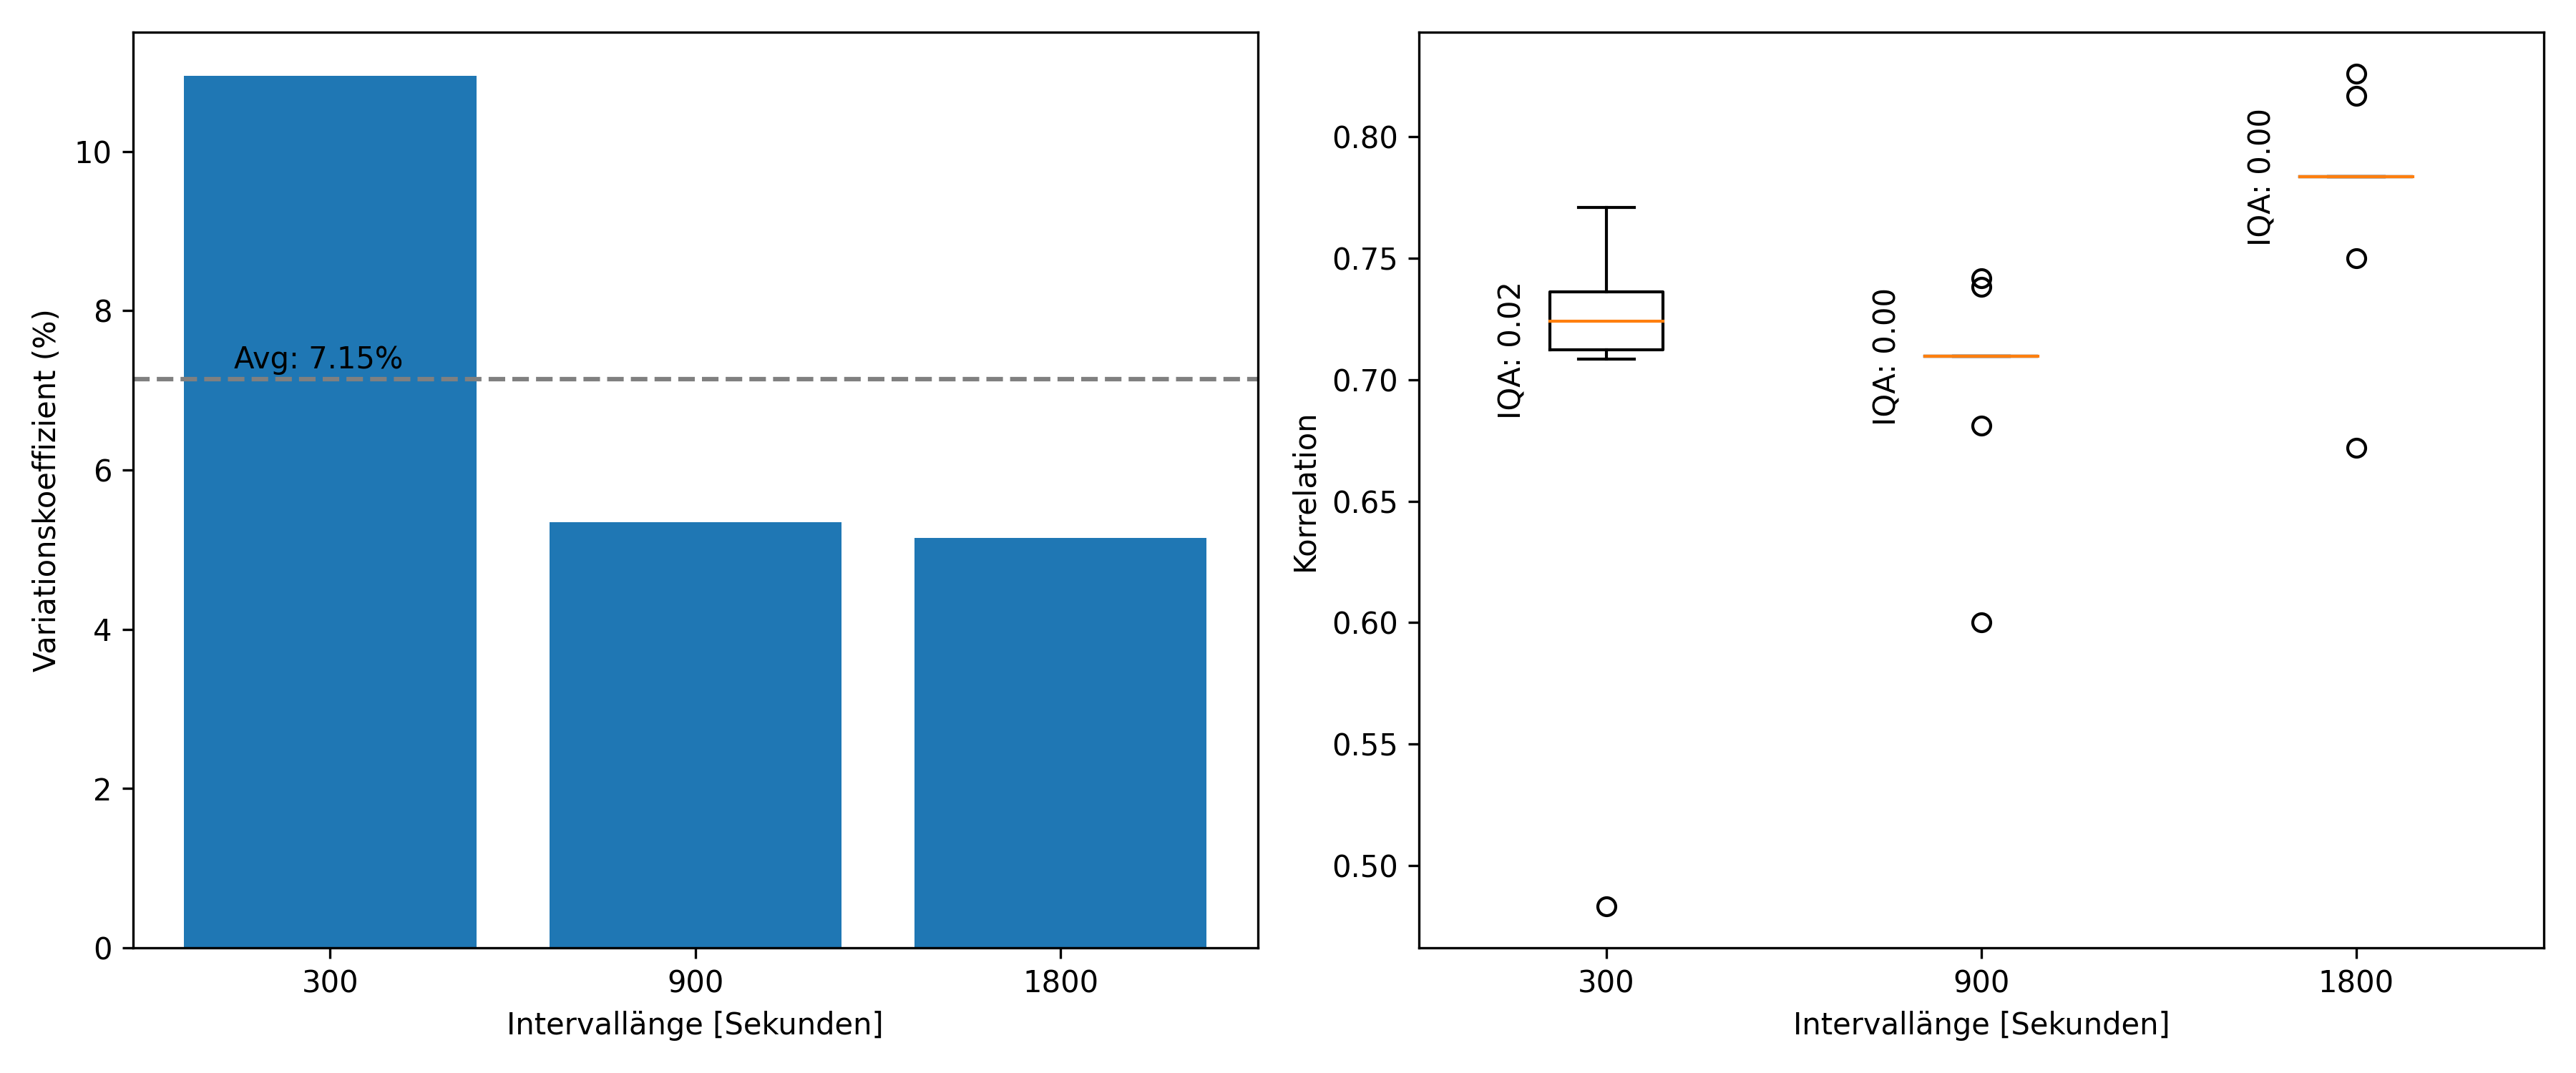 Variationskoeffizient (%)
10
8
6
4
2
0
Avg: 7.15%
300 900 1800
Intervallänge [Sekunden]
Korrelation
0.80
0.75
0.70
0.65
0.60
0.55
0.50
IQA: 0.02
IQA: 0.00
IQA: 0.00
300 900 1800
Intervallänge [Sekunden]